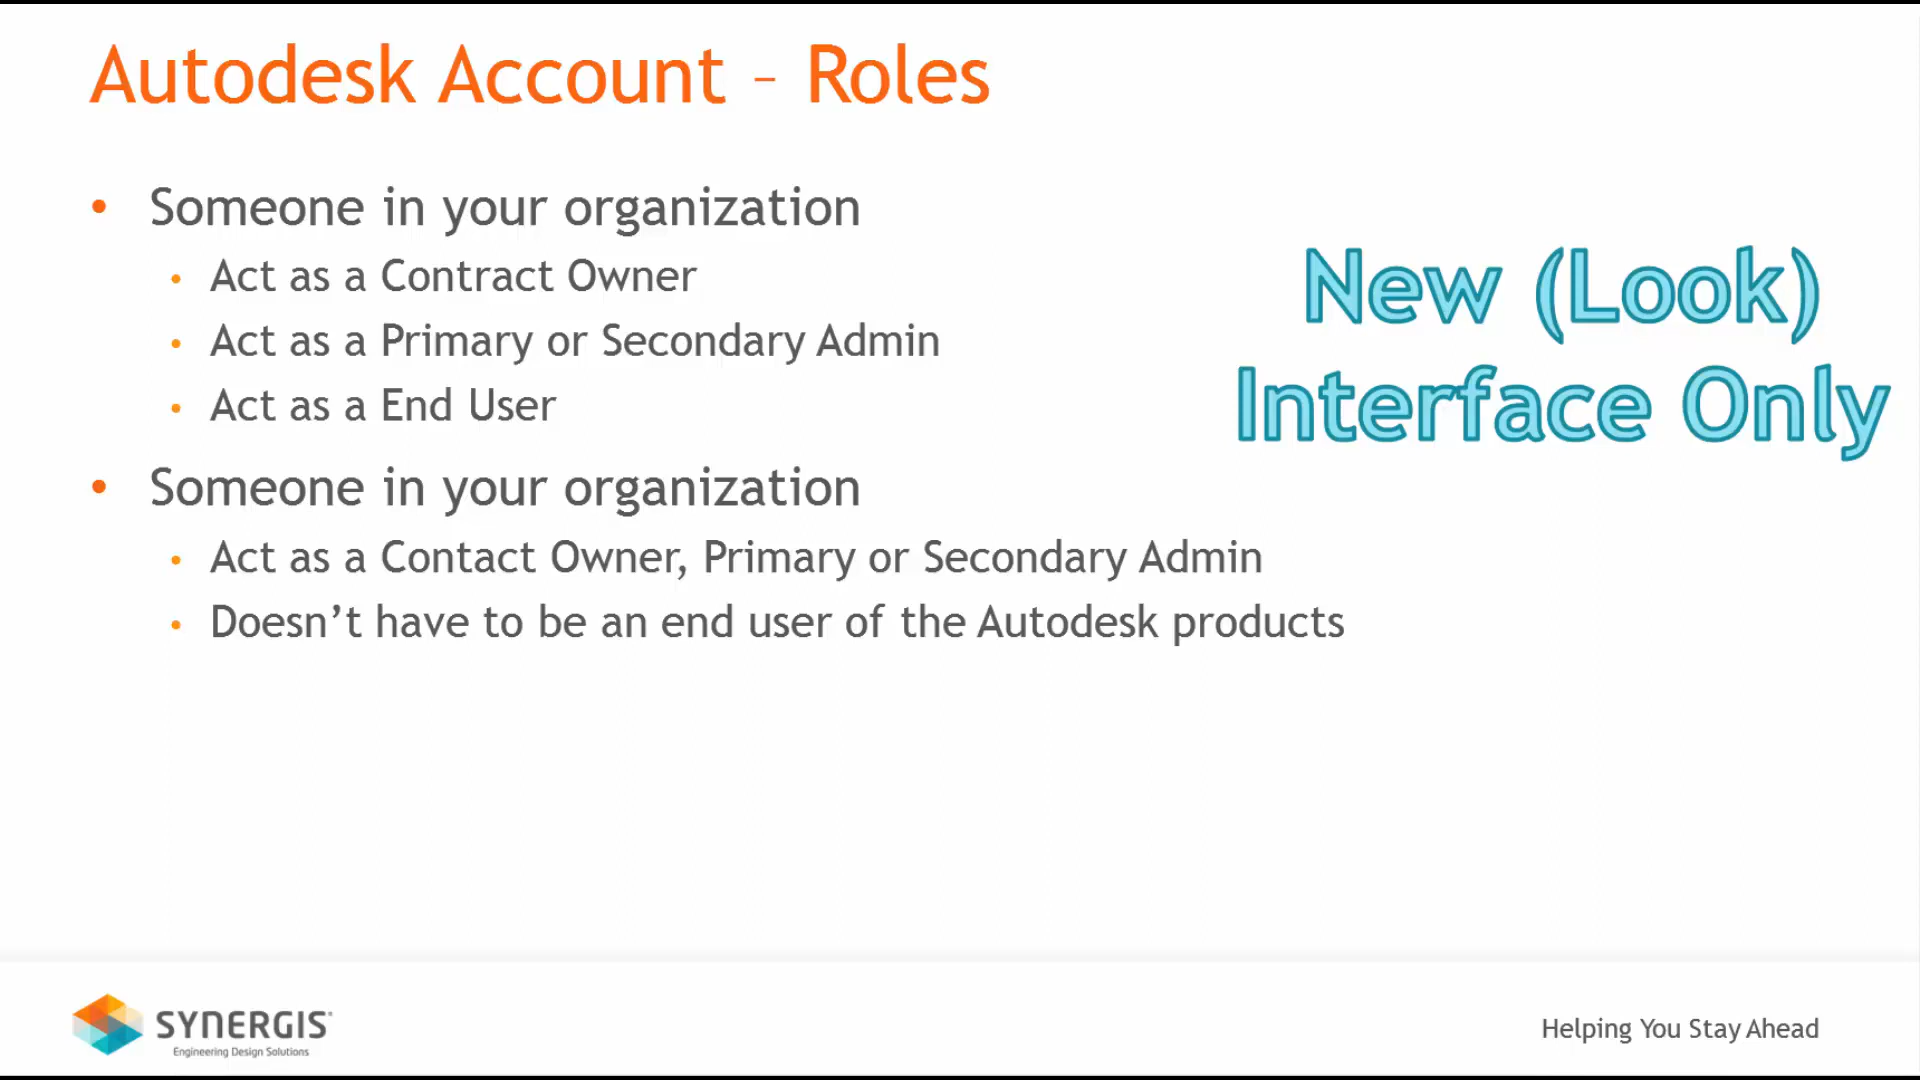 Autodesk Account – Roles
• Someone in your organization
• Act as a Contract Owner
• Act as a Primary or Secondary Admin
• Act as a End User
New (Look)
Interface Only
• Someone in your organization
• Act as a Contact Owner, Primary or Secondary Admin
• Doesn’t have to be an end user of the Autodesk products
SYNERGIS
Engineering Design Solutions
Helping You Stay Ahead